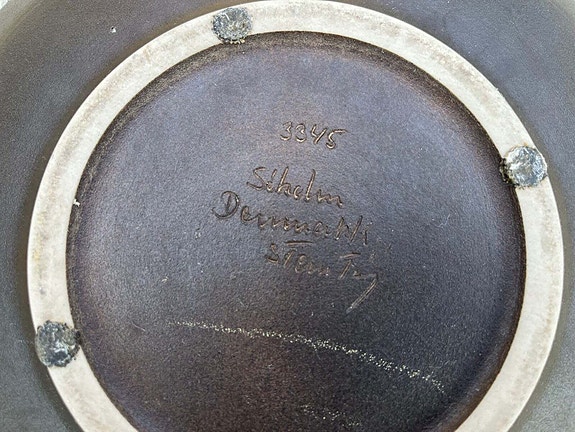 3345
Søholm
Denmark
Stentøj